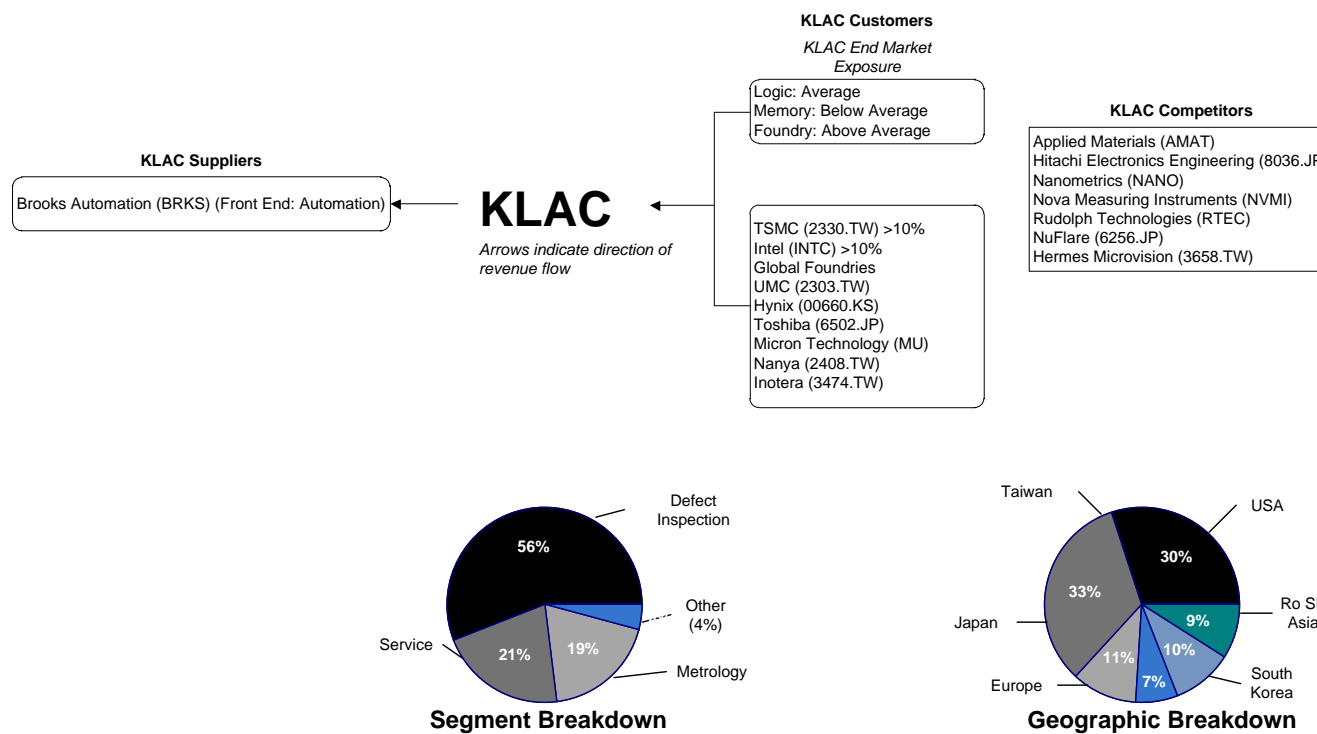 KLAC Customers
KLAC End Market
Exposure
Logic: Average
Memory: Below Average
Foundry: Above Average
KLAC Competitors
Applied Materials (AMAT)
Hitachi Electronics Engineering (8036.JP
Nanometrics (NANO)
Nova Measuring Instruments (NVMI)
Rudolph Technologies (RTEC)
NuFlare (6256.JP)
Hermes Microvision (3658.TW)
KLAC Suppliers
Brooks Automation (BRKS) (Front End: Automation)
KLAC
Arrows indicate direction of
revenue flow
TSMC (2330.TW) >10%
Intel (INTC) >10%
Global Foundries
UMC (2303.TW)
Hynix (00660.KS)
Toshiba (6502.JP)
Micron Technology (MU)
Nanya (2408.TW)
Inotera (3474.TW)
Defect
Inspection
56%
Other
(4%)
Service
21%
19%
Metrology
Segment Breakdown
Taiwan
USA
30%
33%
Ro
Asia
9%
Japan
10%
11%
7%
Europe
South
Korea
Geographic Breakdown